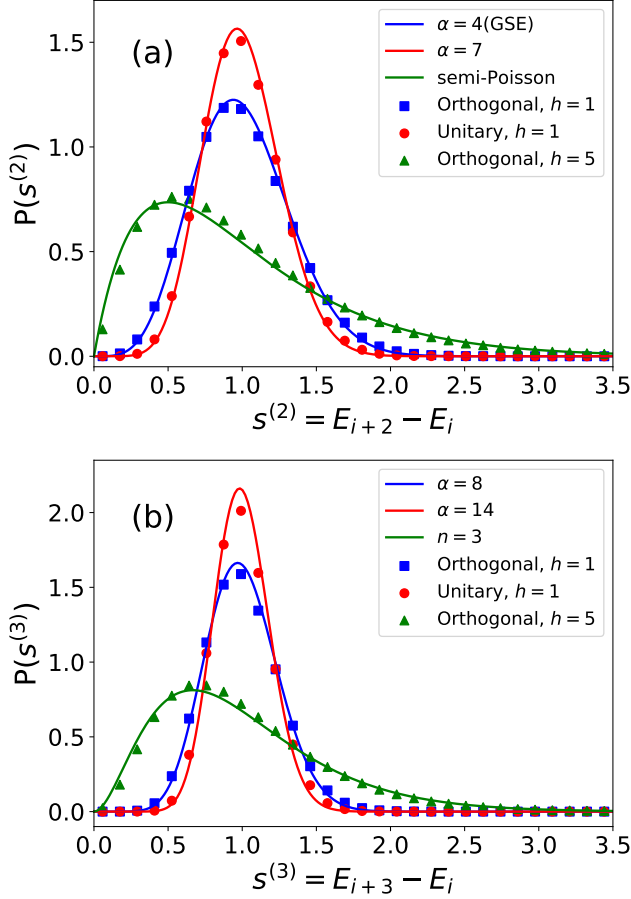 (a)
α = 4(GSE)
α = 7
semi-Poisson
Orthogonal, h = 1
Unitary, h = 1
Orthogonal, h = 5
P(s⁽²⁾)
1.5
1.0
0.5
0.0
0.0 0.5 1.0 1.5 2.0 2.5 3.0 3.5
s⁽²⁾ = Eᵢ₊₂ − Eᵢ
(b)
α = 8
α = 14
n = 3
Orthogonal, h = 1
Unitary, h = 1
Orthogonal, h = 5
P(s⁽³⁾)
2.0
1.5
1.0
0.5
0.0
0.0 0.5 1.0 1.5 2.0 2.5 3.0 3.5
s⁽³⁾ = Eᵢ₊₃ − Eᵢ